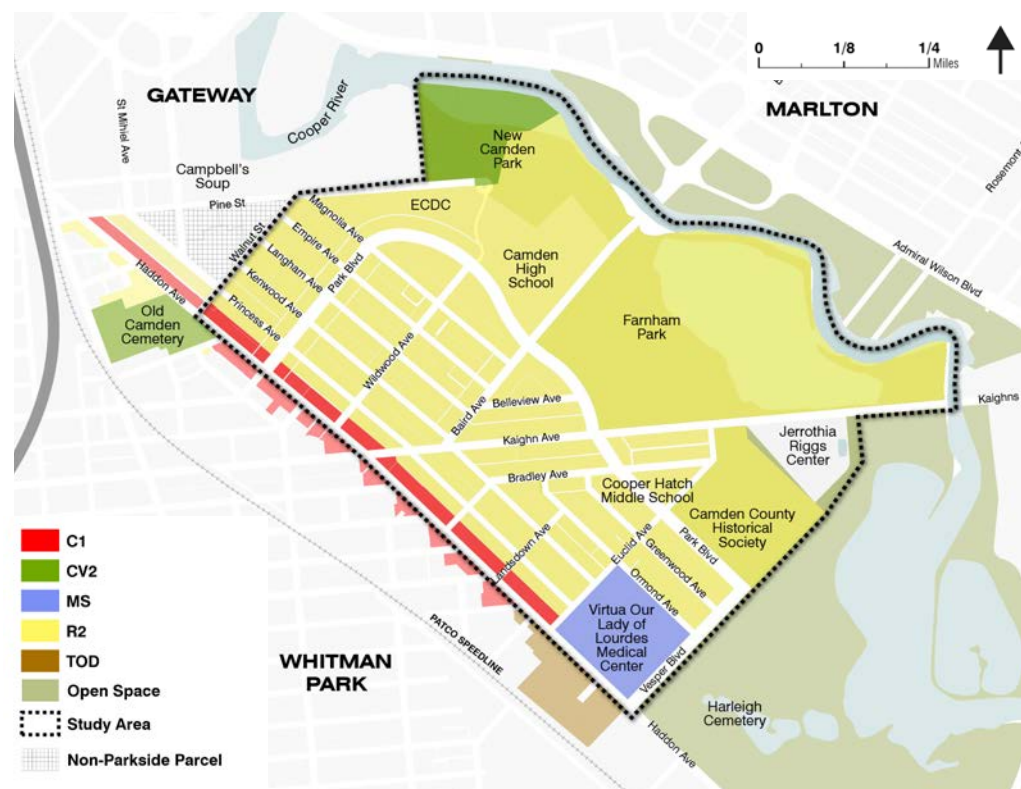 0 1/8 1/4
Miles
GATEWAY
MARLTON
St Mihiel Ave
Cooper River
New
Camden
Park
Rosemont
Campbell's
Soup
Pine St
Walnut St
Magnolia Ave
ECDC
Empire Ave
Langham Ave
Park Blvd
Kenwood Ave
Princess Ave
Haddon Ave
Old
Camden
Cemetery
Camden
High
School
Admiral Wilson Blvd
Farnham
Park
Wildwood Ave
Baird Ave
Belleview Ave
Kaighns
Kaighn Ave
Jerrothia
Riggs
Center
Bradley Ave
Cooper Hatch
Middle School
Camden County
Historical
Society
Landsdown Ave
Euclid Ave
Park Blvd
Greenwood Ave
Ormond Ave
Virtua Our
Lady of
Lourdes
Medical
Center
Vesper Blvd
PATCO SPEEDLINE
WHITMAN
PARK
Harleigh
Cemetery
Haddon Ave
C1
CV2
MS
R2
TOD
Open Space
Study Area
Non-Parkside Parcel